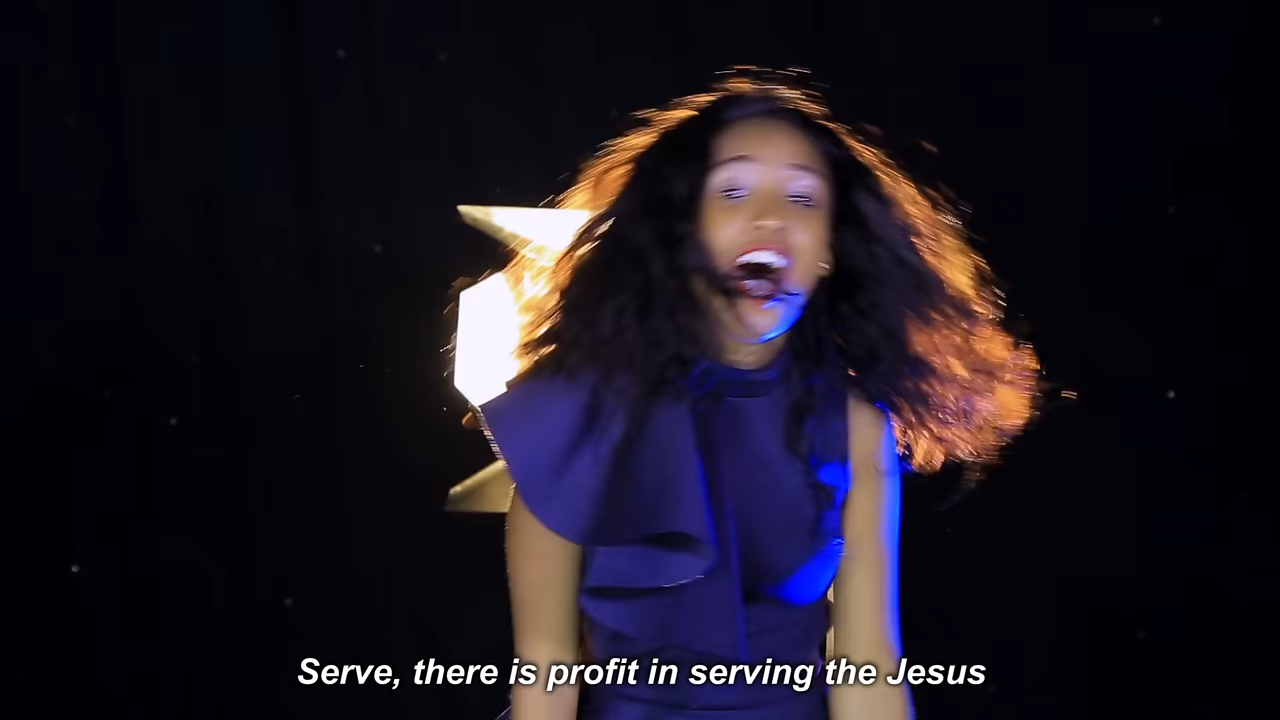 Serve, there is profit in serving the Jesus